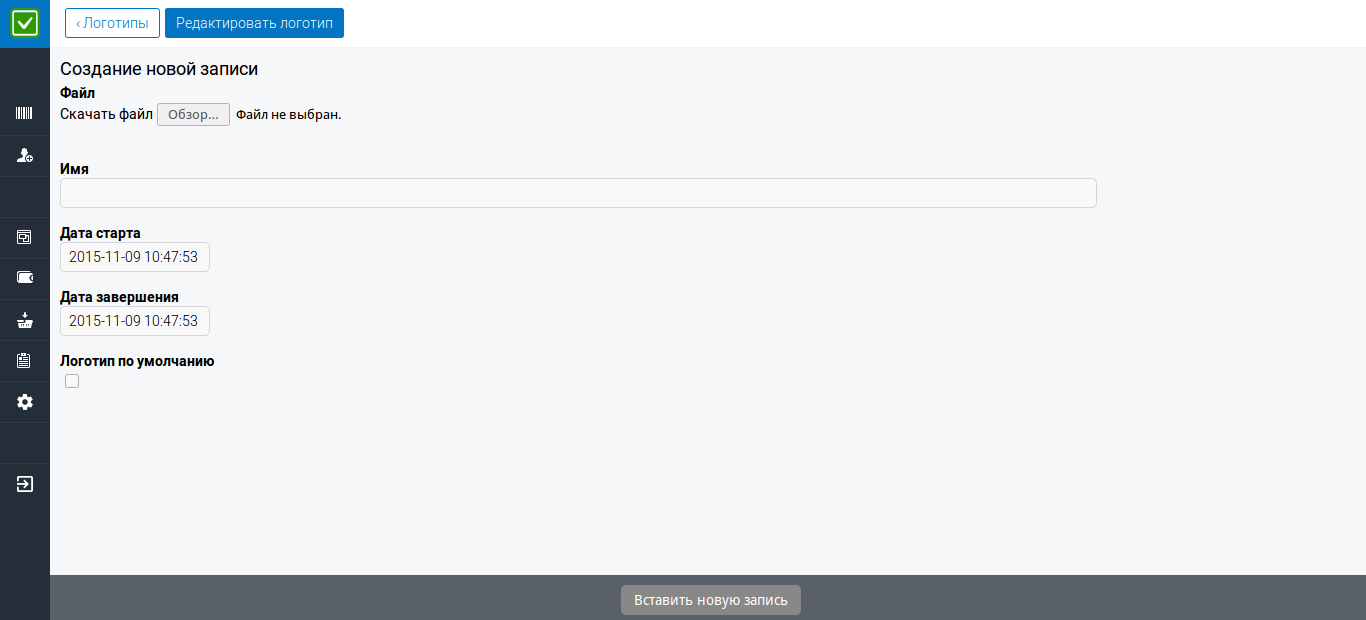 ‹ Логотипы Редактировать логотип
Создание новой записи
Файл
Скачать файл Обзор... Файл не выбран.
Имя
Дата старта
2015-11-09 10:47:53
Дата завершения
2015-11-09 10:47:53
Логотип по умолчанию
Вставить новую запись